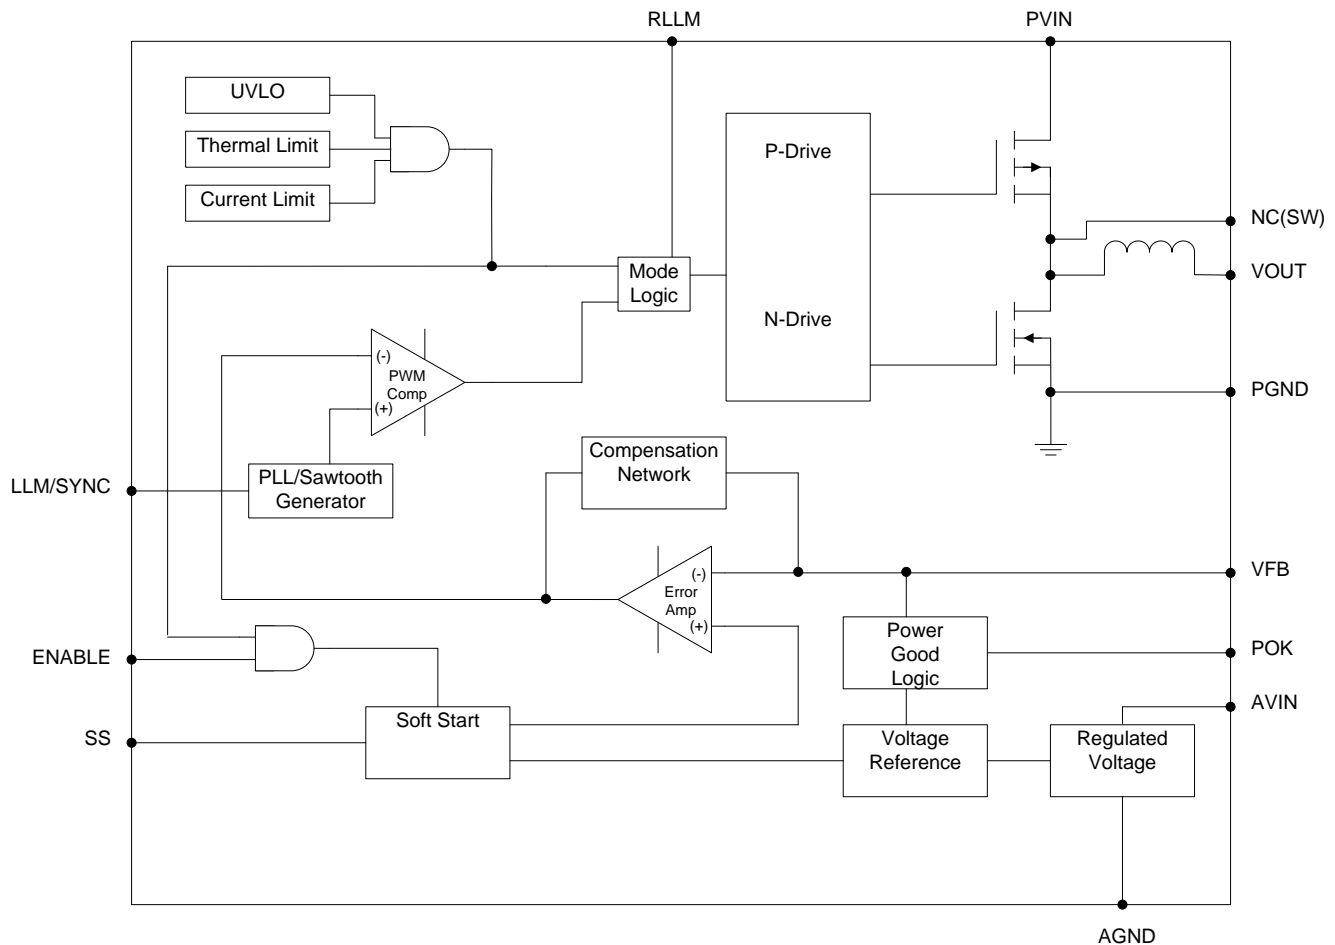 RLLM
PVIN
UVLO
Thermal Limit
Current Limit
P-Drive
N-Drive
NC(SW)
VOUT
Mode
Logic
(-)
PWM
Comp
(+)
PGND
Compensation
Network
LLM/SYNC
PLL/Sawtooth
Generator
VFB
(-)
Error
Amp
(+)
Power
Good
Logic
POK
ENABLE
AVIN
Soft Start
SS
Voltage
Reference
Regulated
Voltage
AGND